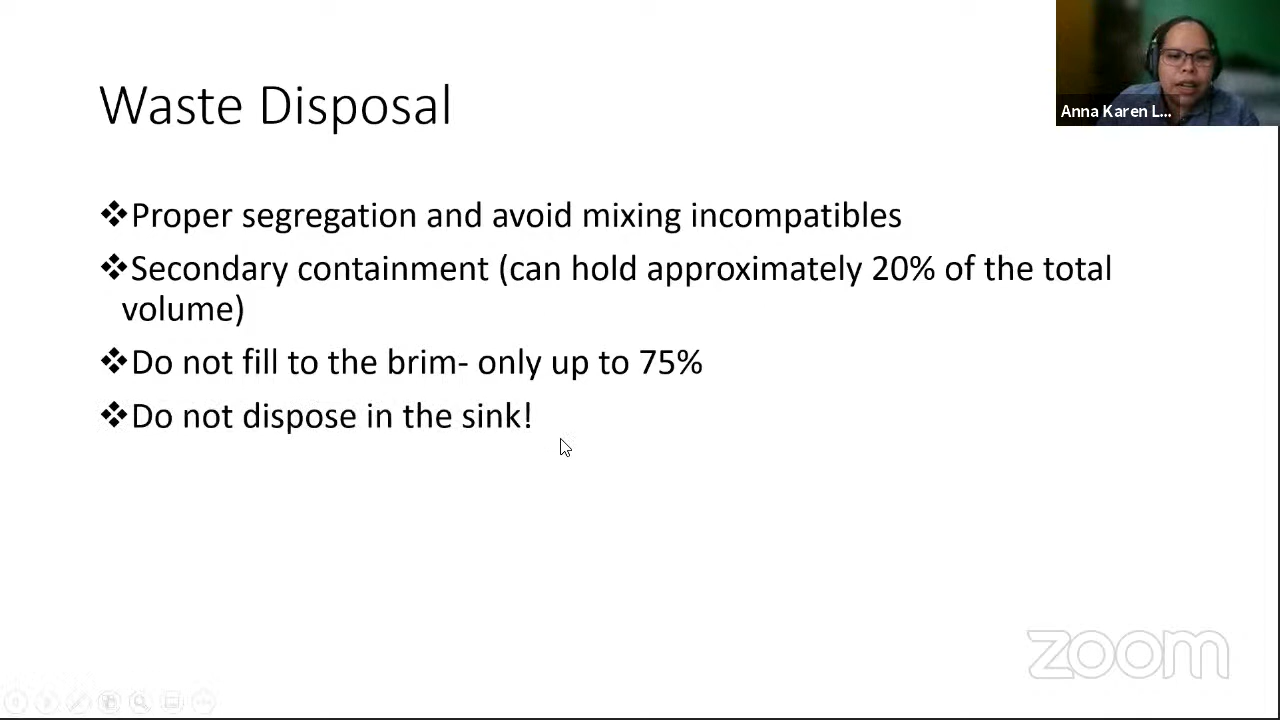 Waste Disposal
Anna Karen L...
❖Proper segregation and avoid mixing incompatibles
❖Secondary containment (can hold approximately 20% of the total
volume)
❖Do not fill to the brim- only up to 75%
❖Do not dispose in the sink!
zoom